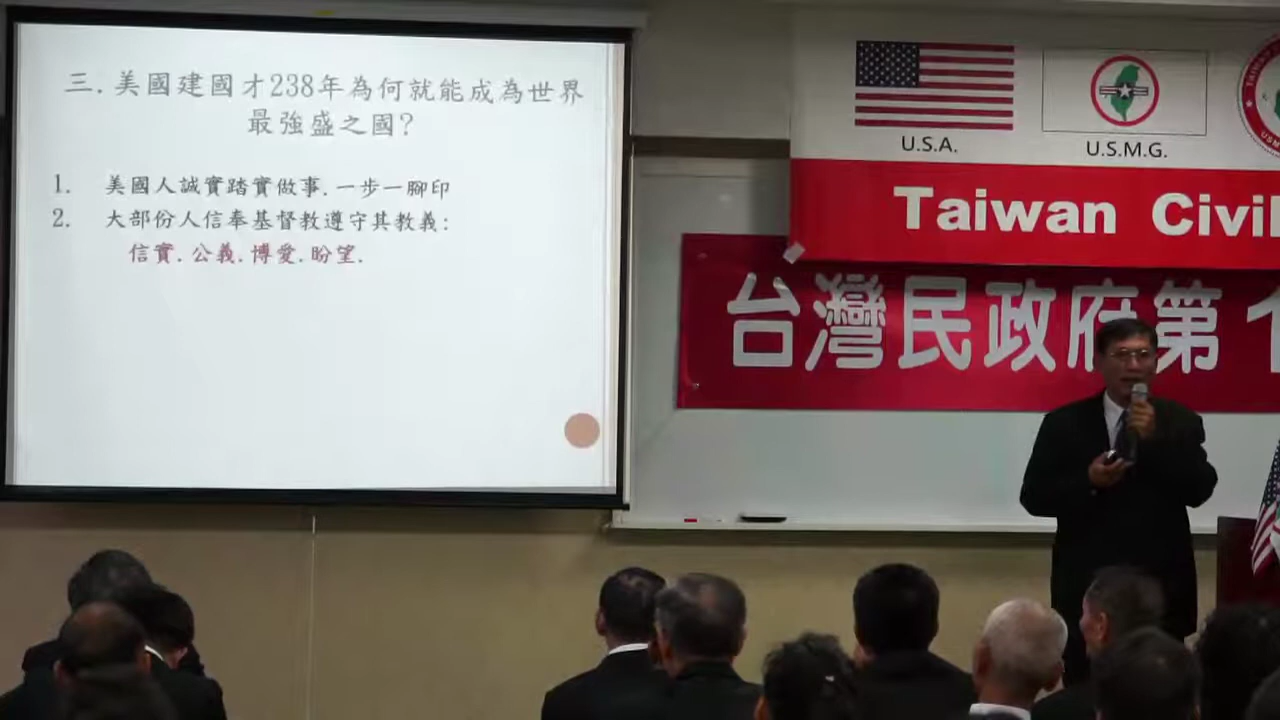 三.美國建國才238年為何就能成為世界
最強盛之國?
1. 美國人誠實踏實做事.一步一腳印
2. 大部份人信奉基督教遵守其教義:
信實.公義.博愛.盼望.
U.S.A.
U.S.M.G.
Taiwan Civil
台灣民政府第